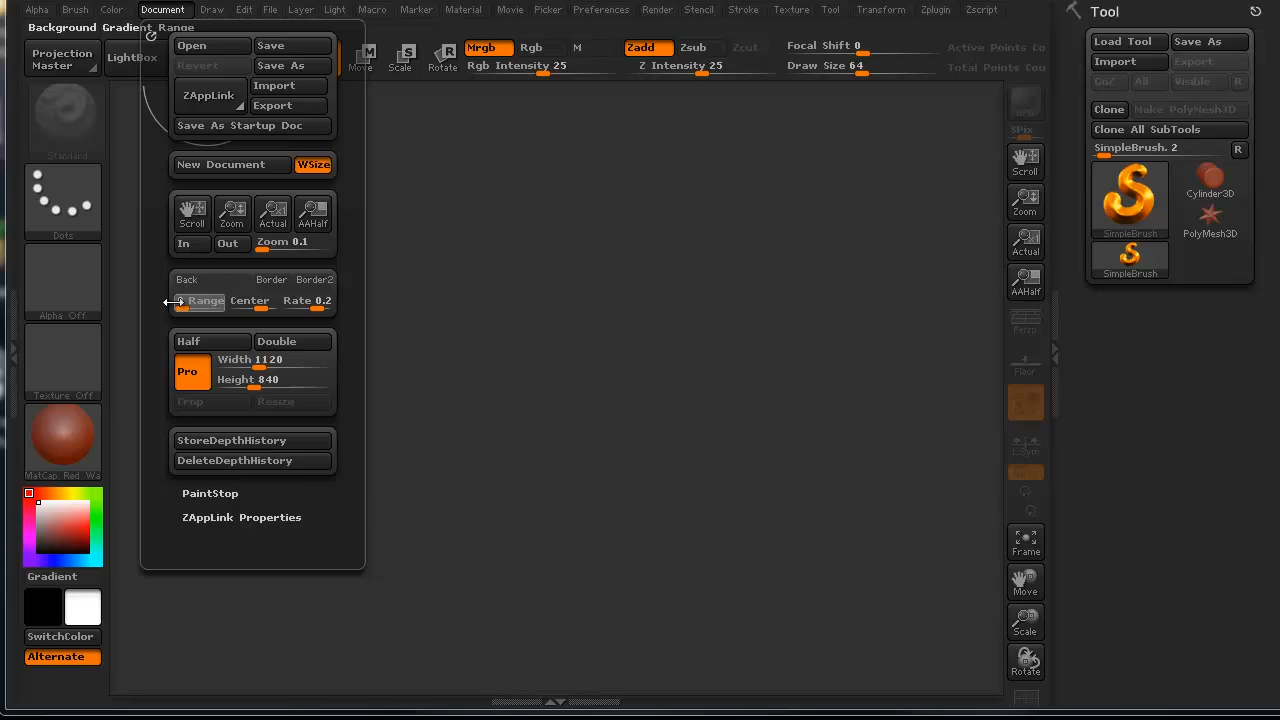 Alpha Brush Color Document Draw Edit File Layer Light Macro Marker Material Movie Picker Preferences Render Stencil Stroke Texture Tool Transform Zplugin Zscript
Background Gradient Range
Projection Master
LightBox
Move
Scale
Rotate
Mrgb Rgb M
Rgb Intensity 25
Zadd Zsub Zcut
Z Intensity 25
Focal Shift 0
Draw Size 64
Active Points Cou
Total Points Cou
Open Save
Revert Save As
ZAppLink Import
Export
Save As Startup Doc
New Document WSize
Scroll Zoom Actual AAHalf
In Out Zoom 0.1
Back Border Border2
Range Center Rate 0.2
Half Double
Pro Width 1120
Height 840
Crop Resize
StoreDepthHistory
DeleteDepthHistory
PaintStop
ZAppLink Properties
Standard
Dots
Alpha Off
Texture Off
MatCap Red Wa
Gradient
SwitchColor
Alternate
SPix
Scroll
Zoom
Actual
AAHalf
Persp
Floor
L.Sym
Frame
Move
Scale
Rotate
Tool
Load Tool Save As
Import Export
GoZ All Visible R
Clone Make PolyMesh3D
Clone All SubTools
SimpleBrush. 2 R
SimpleBrush
Cylinder3D
PolyMesh3D
SimpleBrush